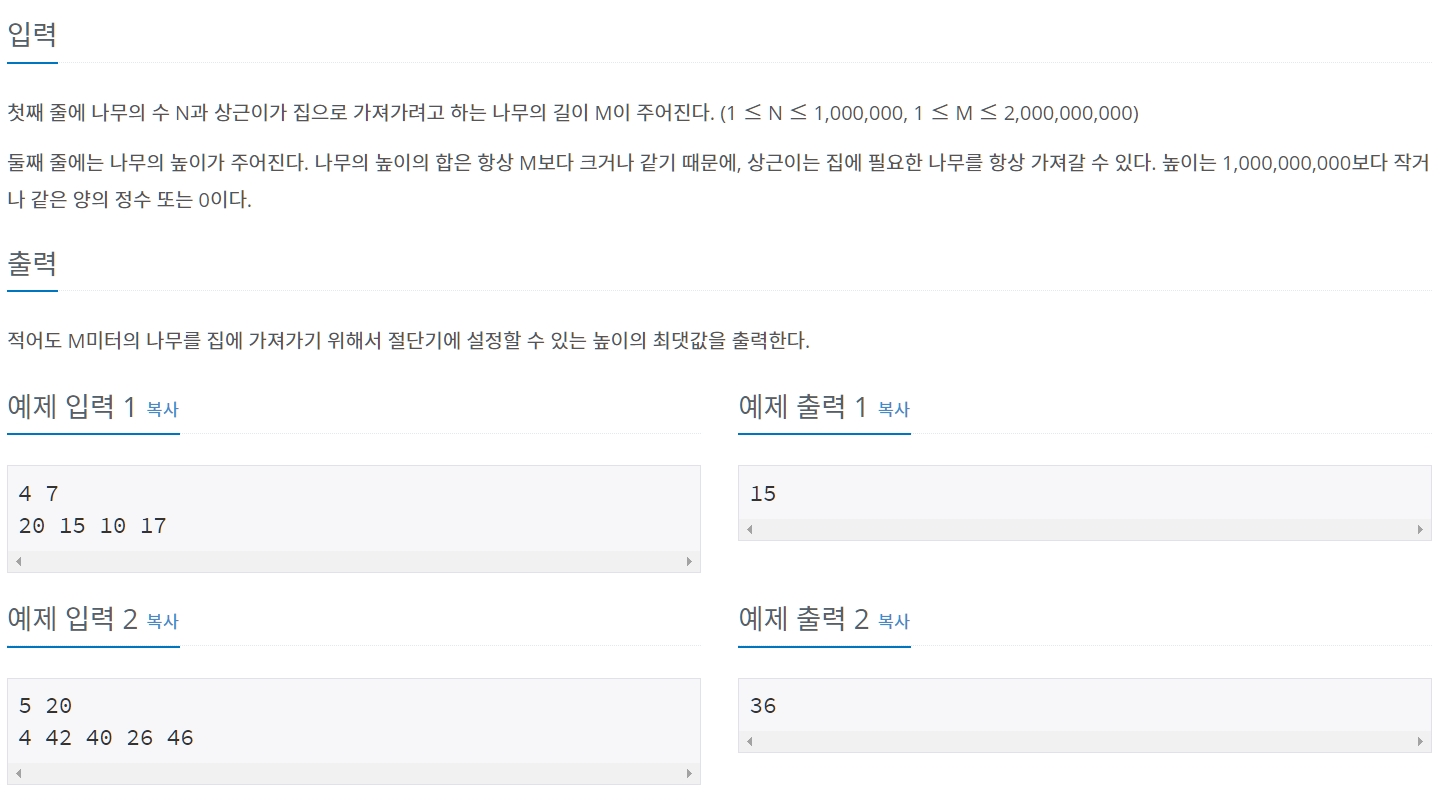 입력
첫째 줄에 나무의 수 N과 상근이가 집으로 가져가려고 하는 나무의 길이 M이 주어진다. (1 ≤ N ≤ 1,000,000, 1 ≤ M ≤ 2,000,000,000)
둘째 줄에는 나무의 높이가 주어진다. 나무의 높이의 합은 항상 M보다 크거나 같기 때문에, 상근이는 집에 필요한 나무를 항상 가져갈 수 있다. 높이는 1,000,000,000보다 작거
나 같은 양의 정수 또는 0이다.
출력
적어도 M미터의 나무를 집에 가져가기 위해서 절단기에 설정할 수 있는 높이의 최댓값을 출력한다.
예제 입력 1 복사
4 7
20 15 10 17
예제 출력 1 복사
15
예제 입력 2 복사
5 20
4 42 40 26 46
예제 출력 2 복사
36